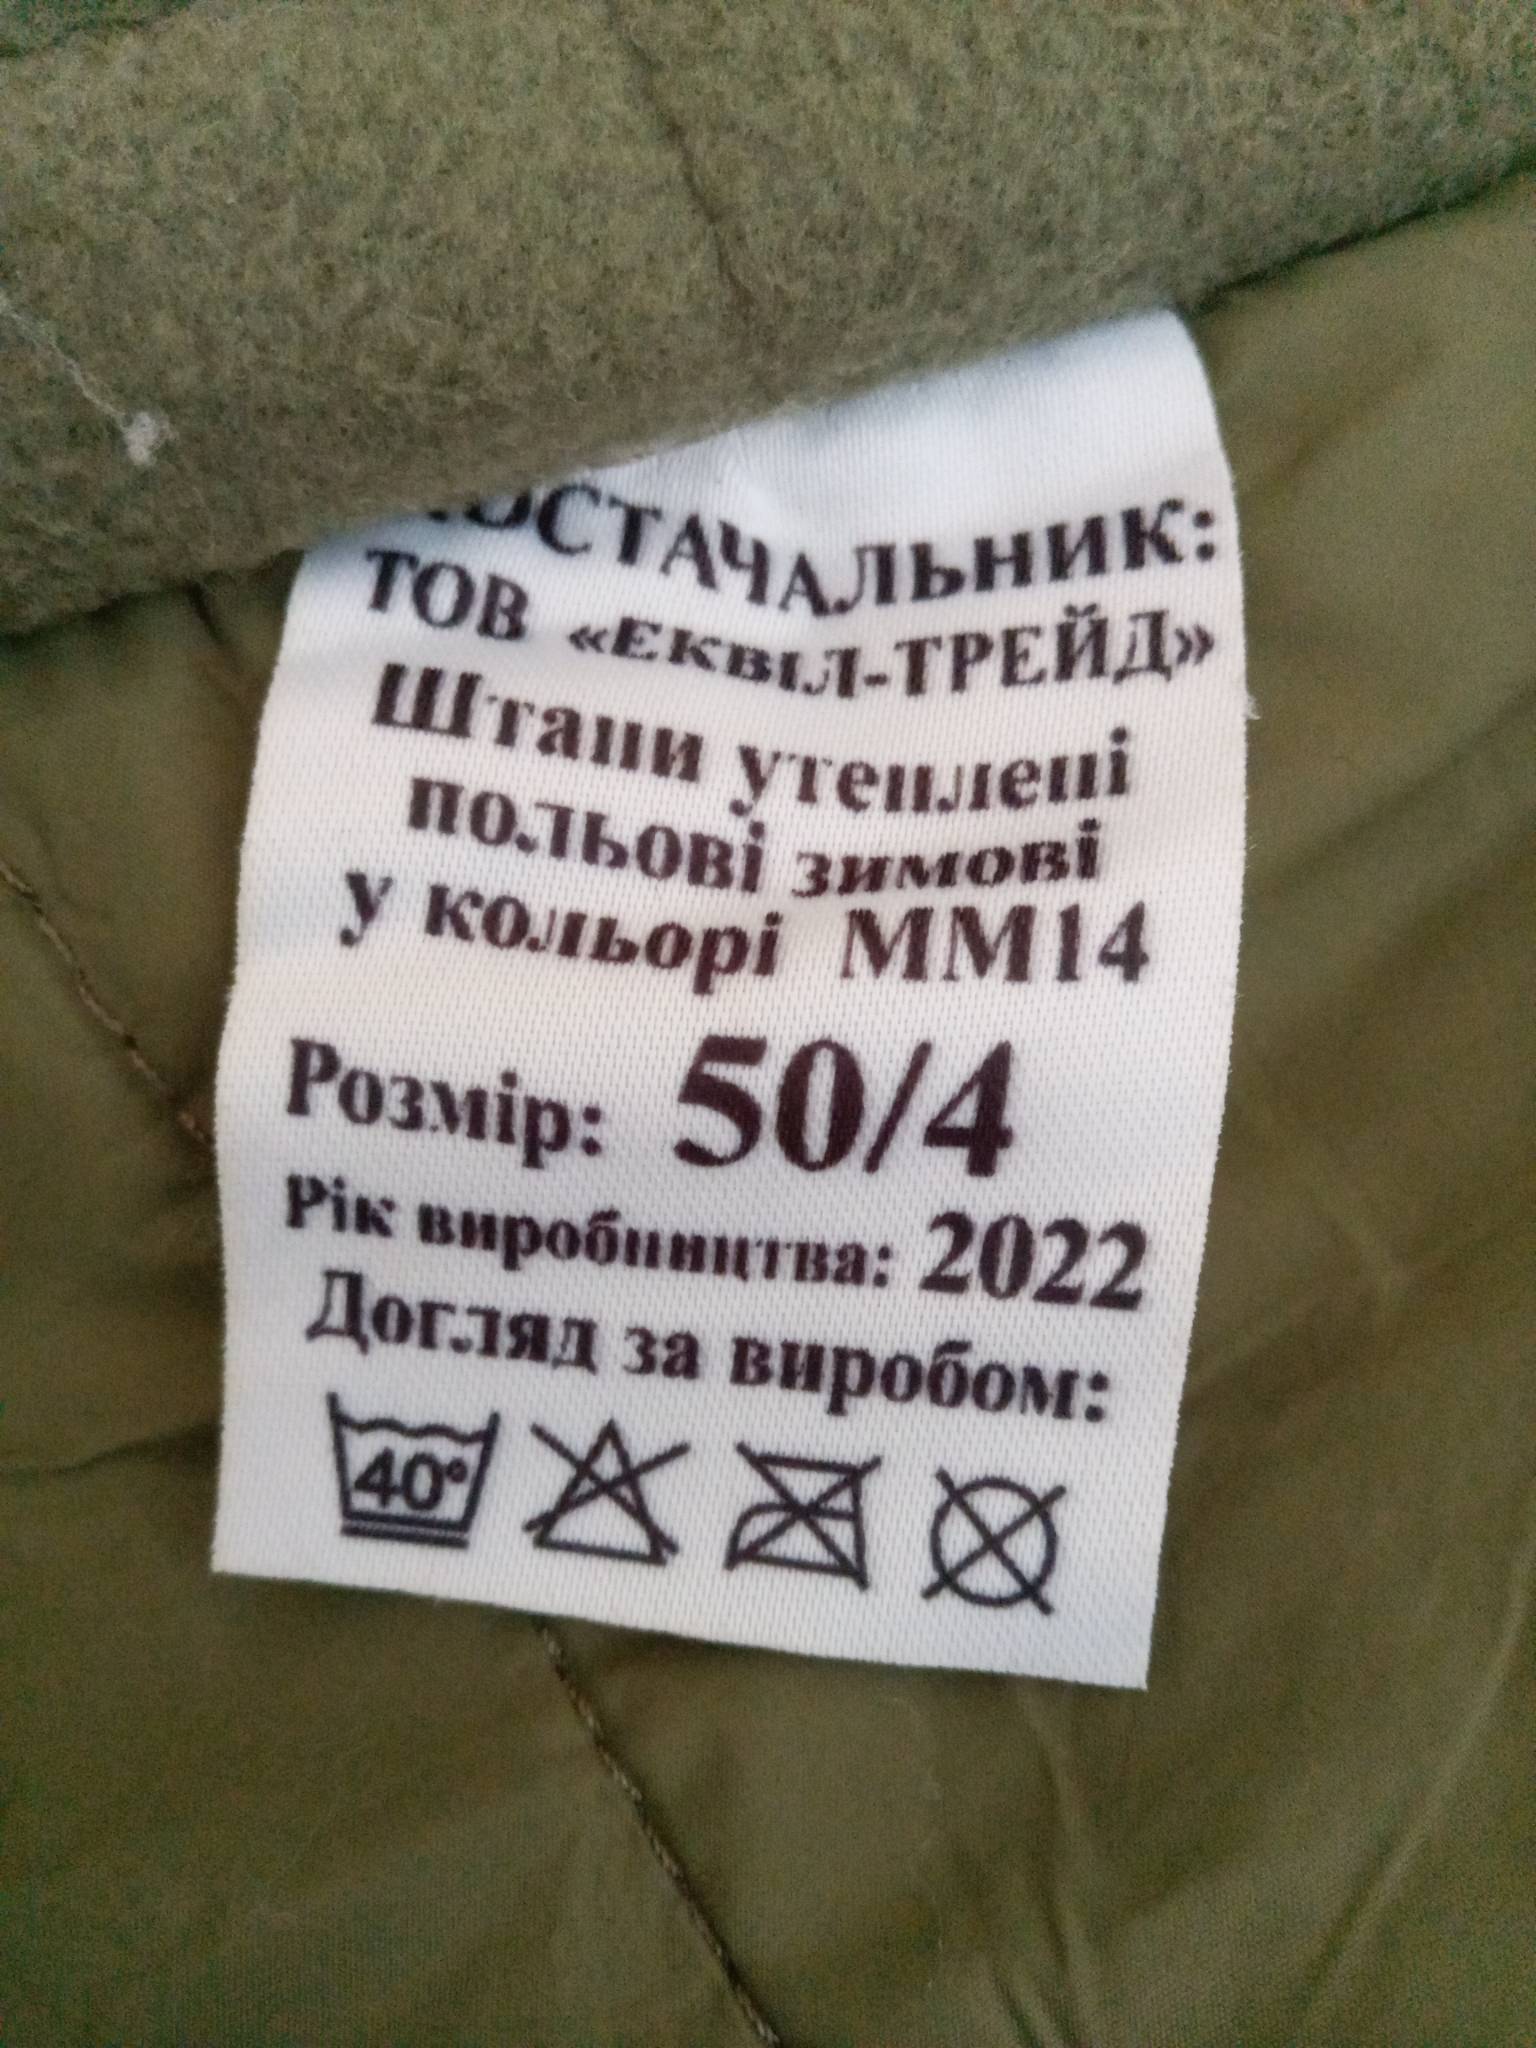 ПОСТАЧАЛЬНИК:
ТОВ «ЕКВІЛ-ТРЕЙД»
Штани утеплені
польові зимові
у кольорі ММ14
Розмір: 50/4
Рік виробництва: 2022
Догляд за виробом:
40°